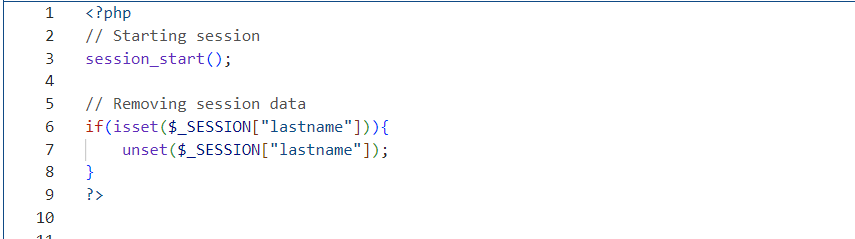 1 <?php
2 // Starting session
3 session_start();
4
5 // Removing session data
6 if(isset($_SESSION["lastname"])){
7 unset($_SESSION["lastname"]);
8 }
9 ?>
10
11